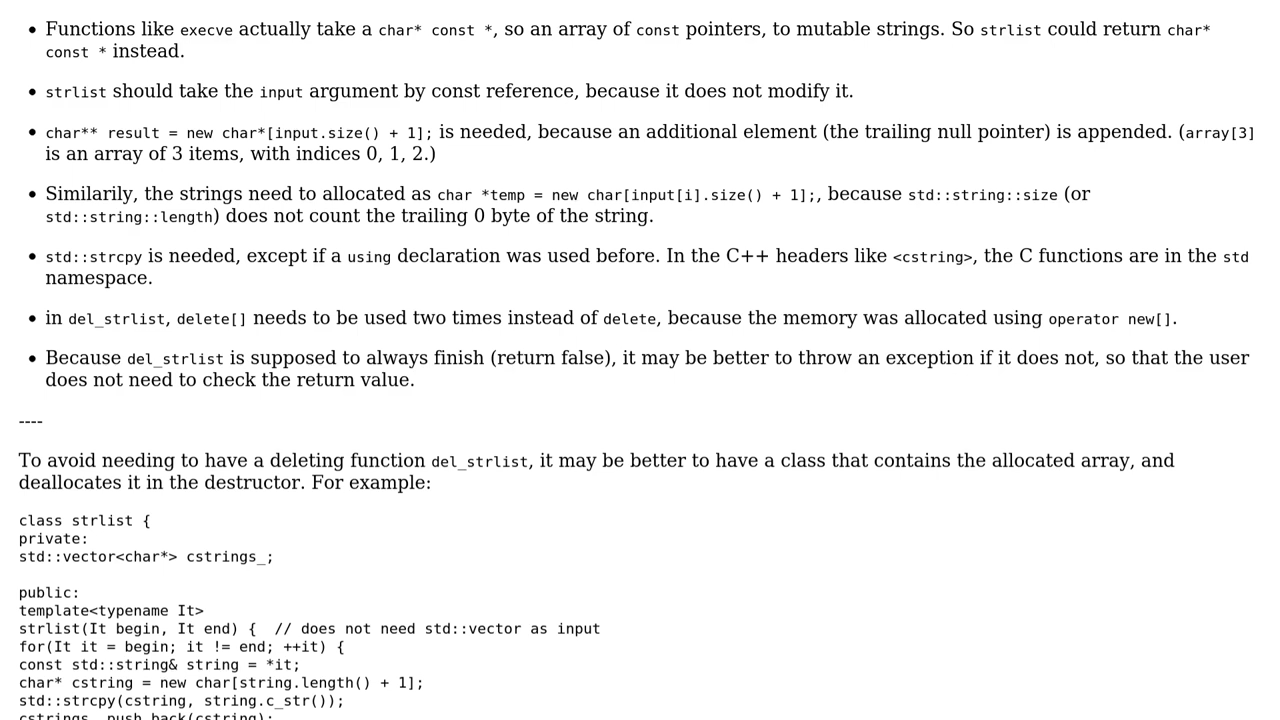 • Functions like execve actually take a char* const *, so an array of const pointers, to mutable strings. So strlist could return char*
const * instead.
• strlist should take the input argument by const reference, because it does not modify it.
• char** result = new char*[input.size() + 1]; is needed, because an additional element (the trailing null pointer) is appended. (array[3]
is an array of 3 items, with indices 0, 1, 2.)
• Similarily, the strings need to allocated as char *temp = new char[input[i].size() + 1];, because std::string::size (or
std::string::length) does not count the trailing 0 byte of the string.
• std::strcpy is needed, except if a using declaration was used before. In the C++ headers like <cstring>, the C functions are in the std
namespace.
• in del_strlist, delete[] needs to be used two times instead of delete, because the memory was allocated using operator new[].
• Because del_strlist is supposed to always finish (return false), it may be better to throw an exception if it does not, so that the user
does not need to check the return value.
----
To avoid needing to have a deleting function del_strlist, it may be better to have a class that contains the allocated array, and
deallocates it in the destructor. For example:
class strlist {
private:
std::vector<char*> cstrings_;
public:
template<typename It>
strlist(It begin, It end) {  // does not need std::vector as input
for(It it = begin; it != end; ++it) {
const std::string& string = *it;
char* cstring = new char[string.length() + 1];
std::strcpy(cstring, string.c_str());
cstrings_.push_back(cstring);